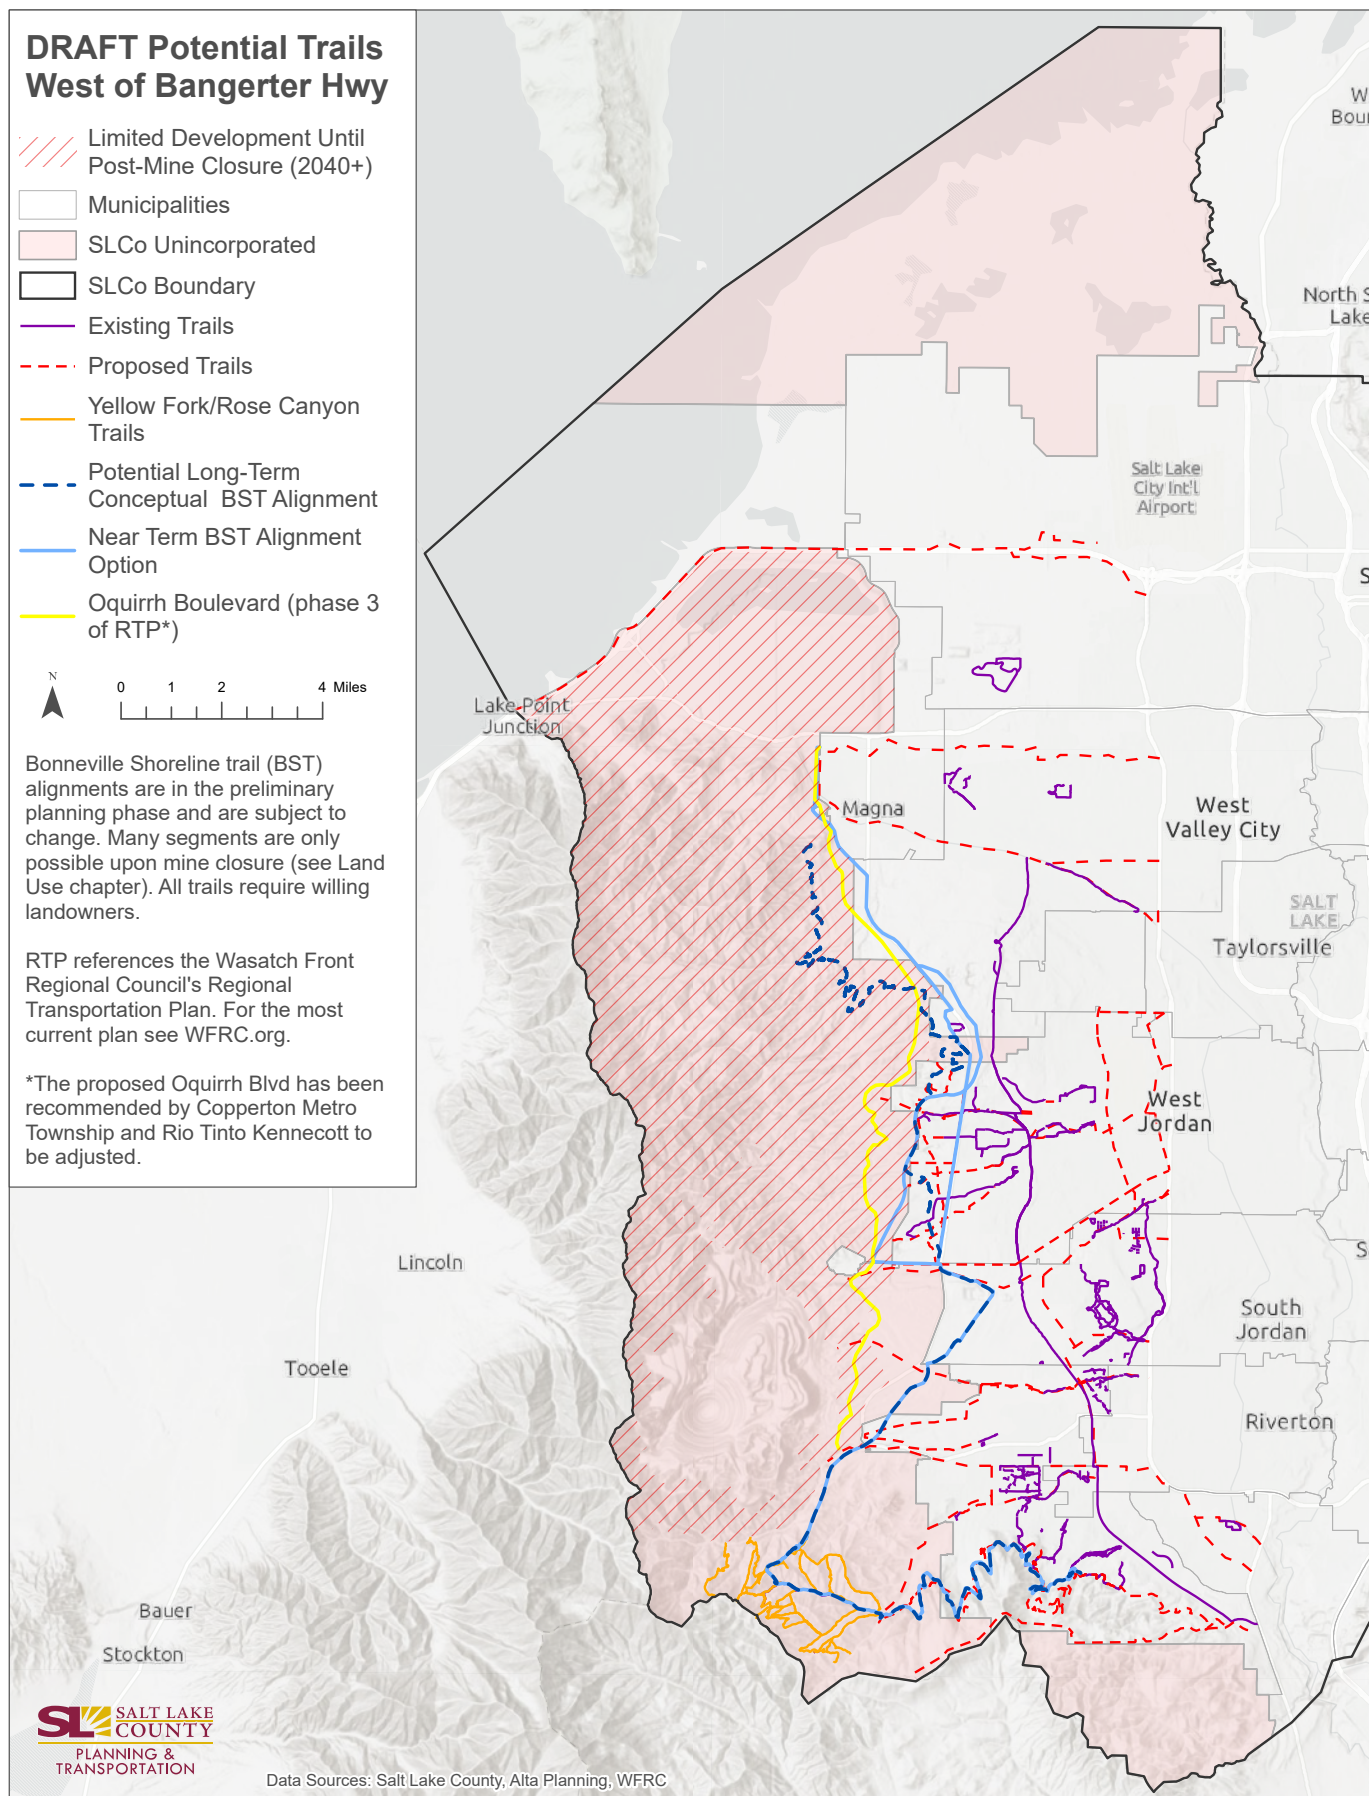 DRAFT Potential Trails
West of Bangerter Hwy
Limited Development Until
Post-Mine Closure (2040+)
Municipalities
SLCo Unincorporated
SLCo Boundary
Existing Trails
Proposed Trails
Yellow Fork/Rose Canyon
Trails
Potential Long-Term
Conceptual BST Alignment
Near Term BST Alignment
Option
Oquirrh Boulevard (phase 3
of RTP*)
N
0 1 2 4 Miles
Bonneville Shoreline trail (BST)
alignments are in the preliminary
planning phase and are subject to
change. Many segments are only
possible upon mine closure (see Land
Use chapter). All trails require willing
landowners.
RTP references the Wasatch Front
Regional Council's Regional
Transportation Plan. For the most
current plan see WFRC.org.
*The proposed Oquirrh Blvd has been
recommended by Copperton Metro
Township and Rio Tinto Kennecott to
be adjusted.
W
Boun
North S
Lake
Salt Lake
City Int'l
Airport
S
Lake Point
Junction
Magna
West
Valley City
SALT
LAKE
Taylorsville
West
Jordan
S
Lincoln
South
Jordan
Tooele
Riverton
Bauer
Stockton
SL SALT LAKE
COUNTY
PLANNING &
TRANSPORTATION
Data Sources: Salt Lake County, Alta Planning, WFRC